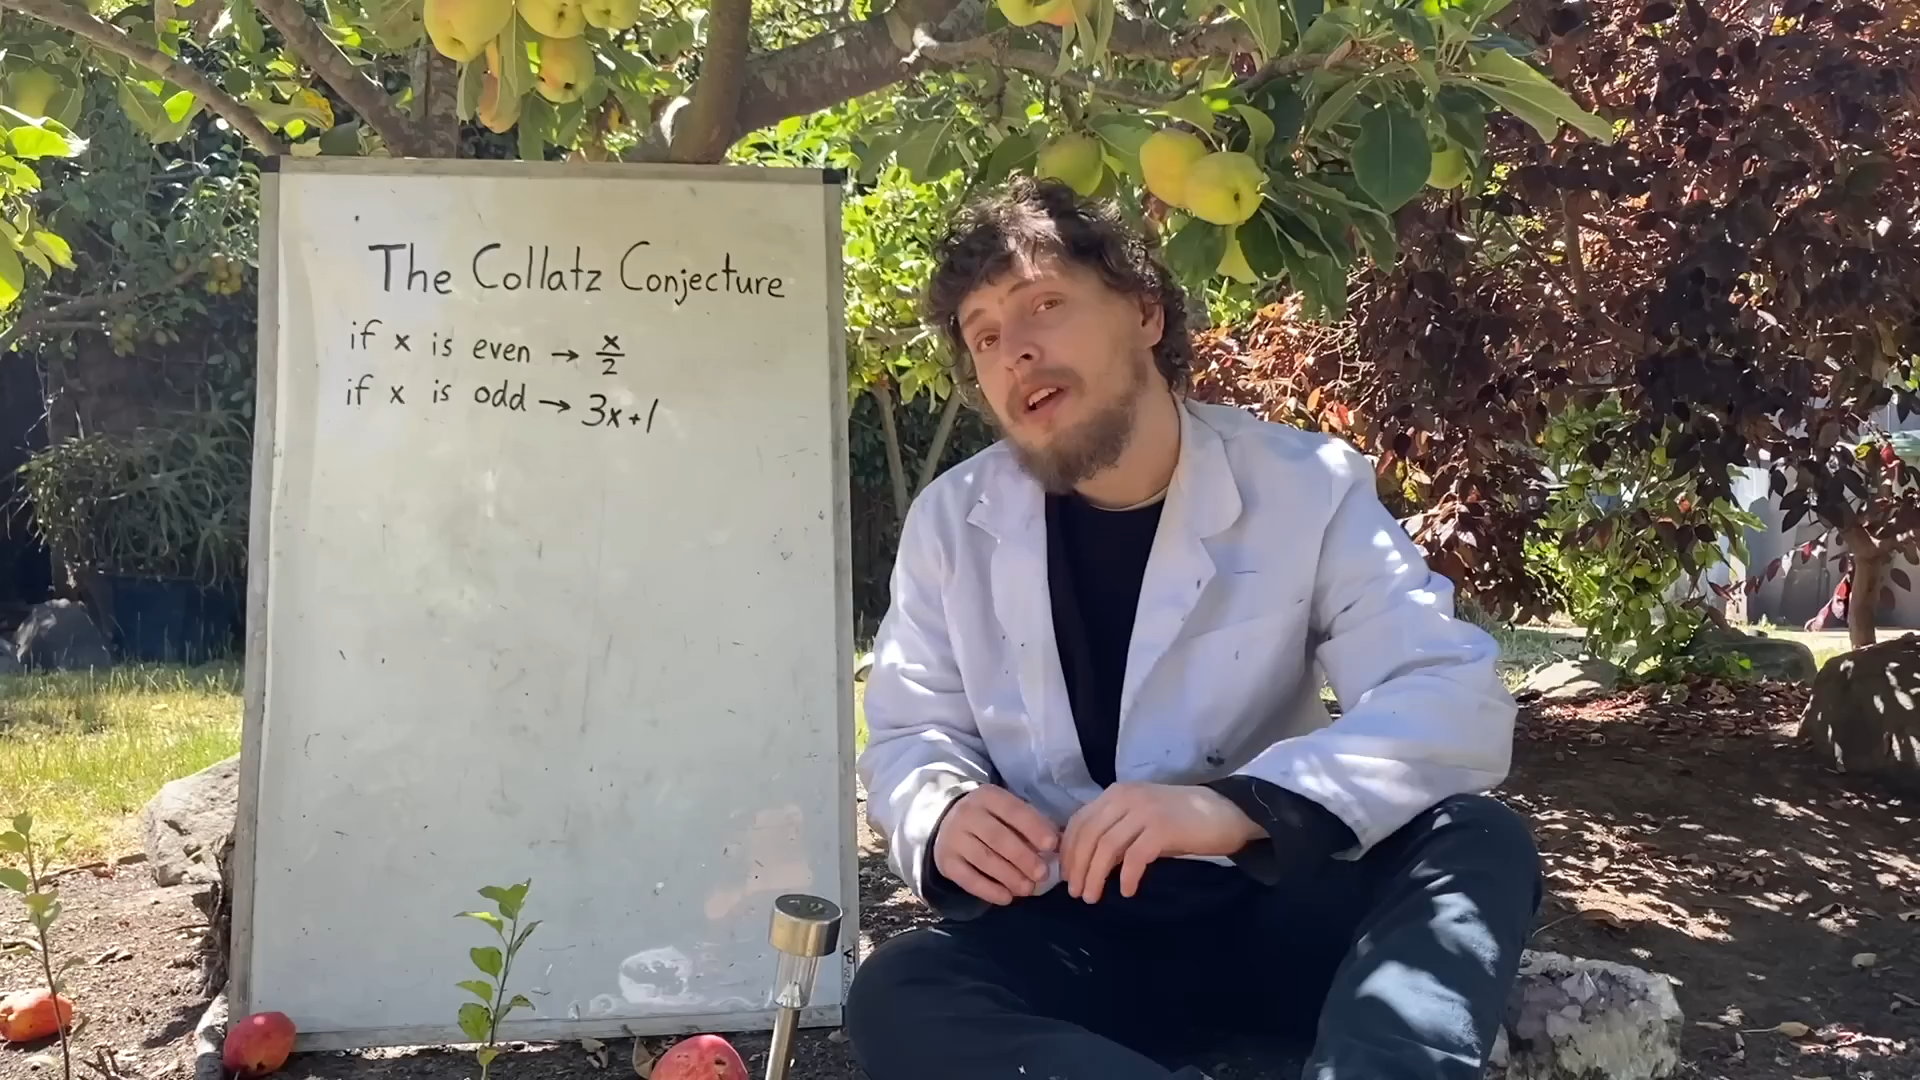 The Collatz Conjecture
if x is even → x/2
if x is odd → 3x+1